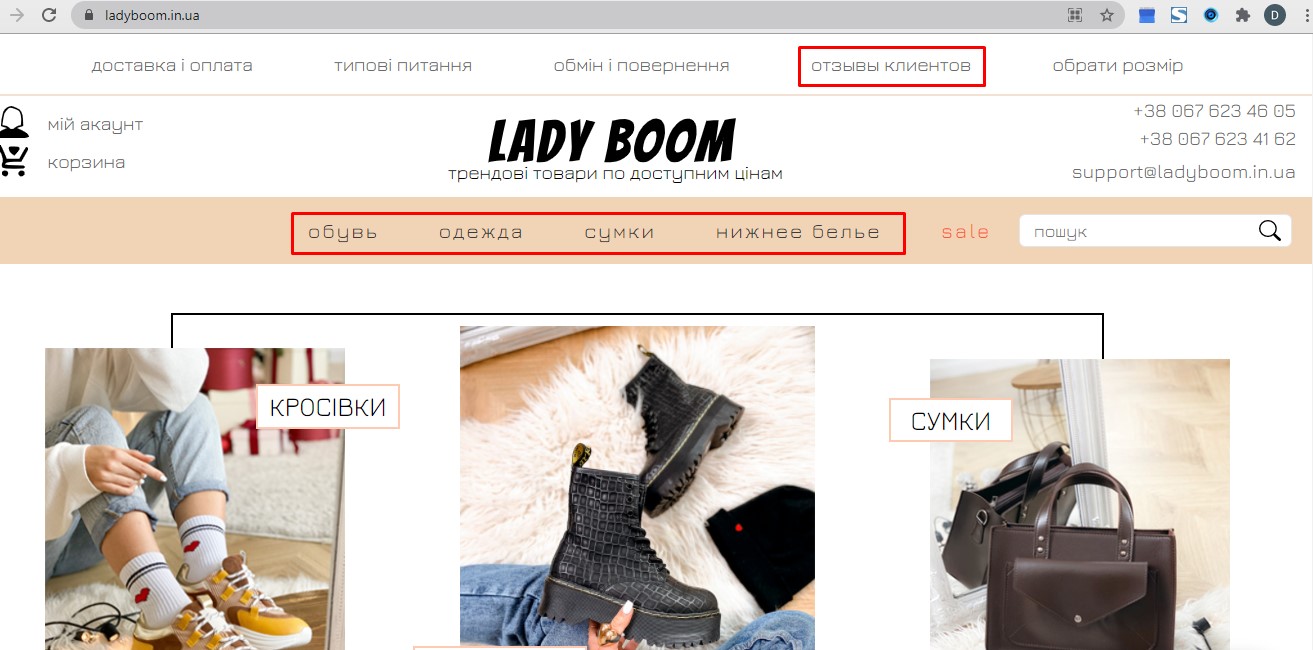 ladyboom.in.ua
D
доставка і оплата типові питання обмін і повернення отзывы клиентов обрати розмір
мій акаунт
корзина
LADY BOOM
трендові товари по доступним цінам
+38 067 623 46 05
+38 067 623 41 62
support@ladyboom.in.ua
обувь одежда сумки нижнее белье sale пошук
КРОСІВКИ
СУМКИ